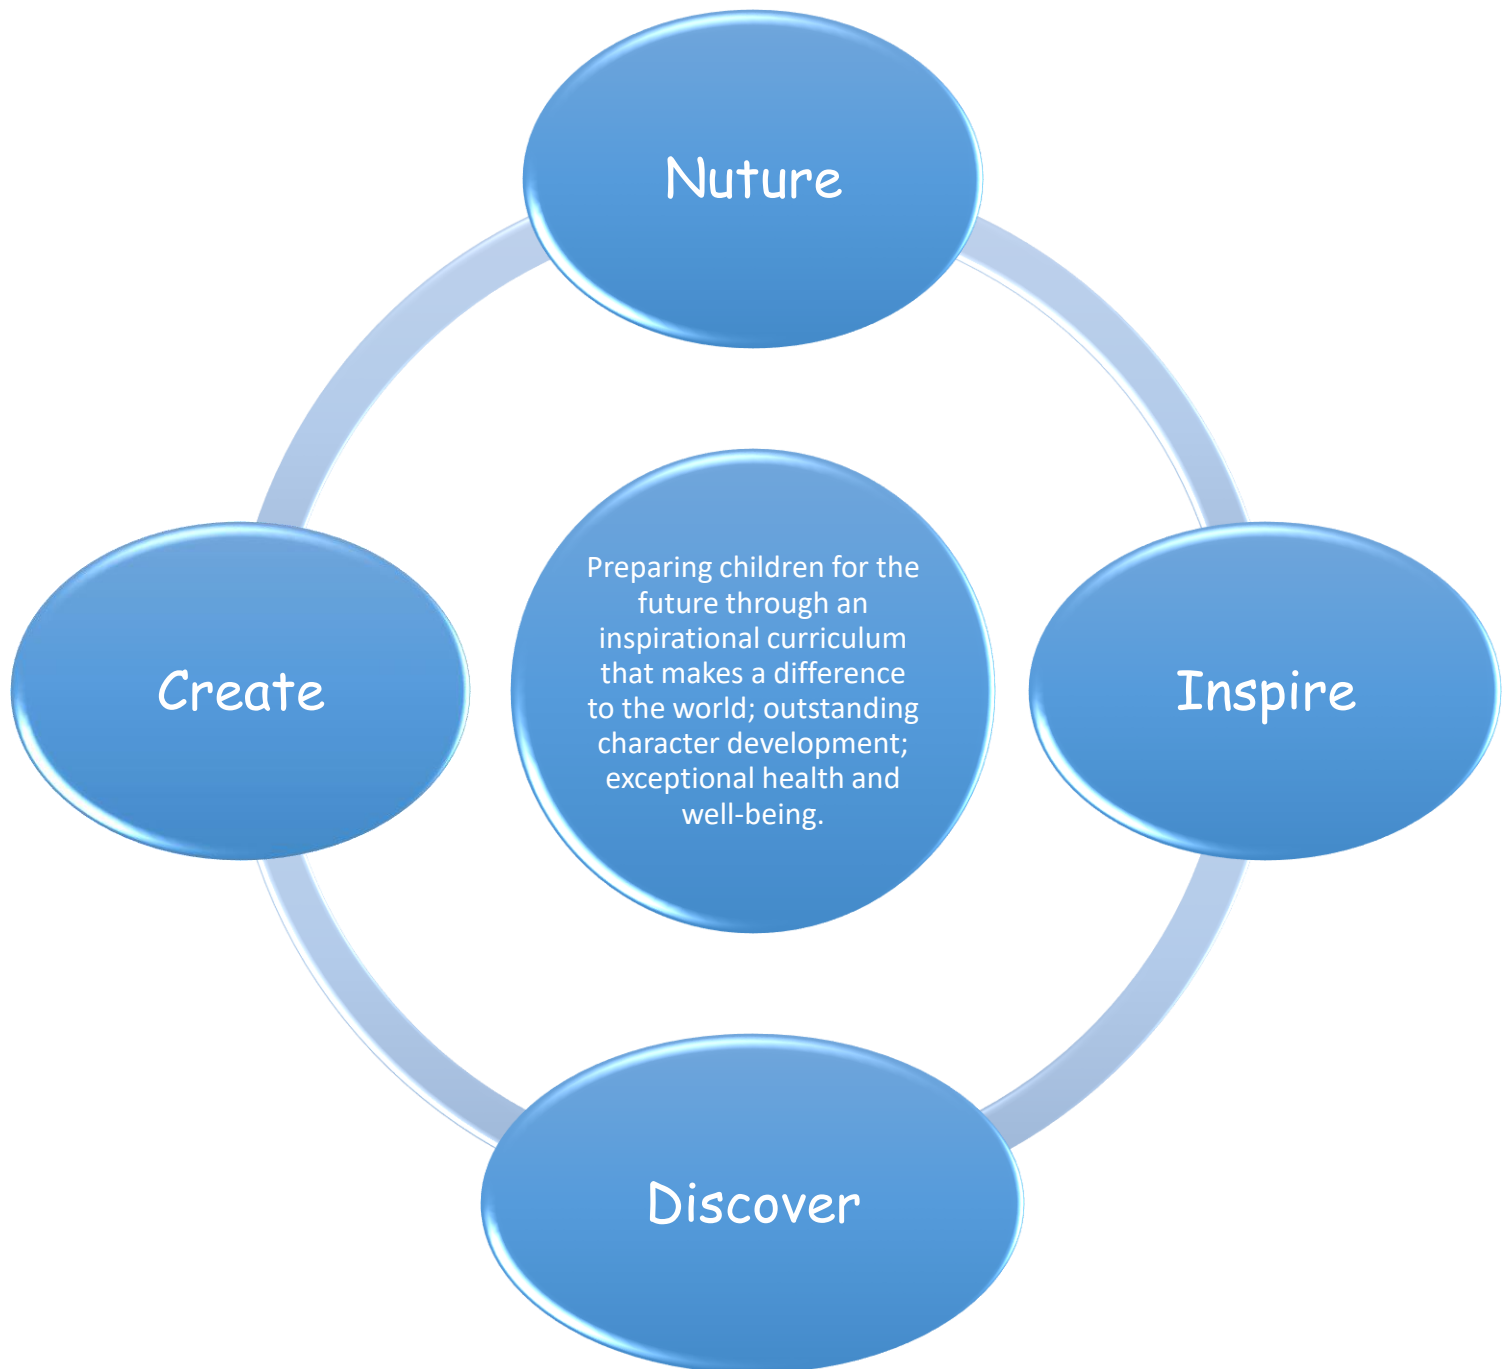 Nuture
Create
Preparing children for the
future through an
inspirational curriculum
that makes a difference
to the world; outstanding
character development;
exceptional health and
well-being.
Inspire
Discover